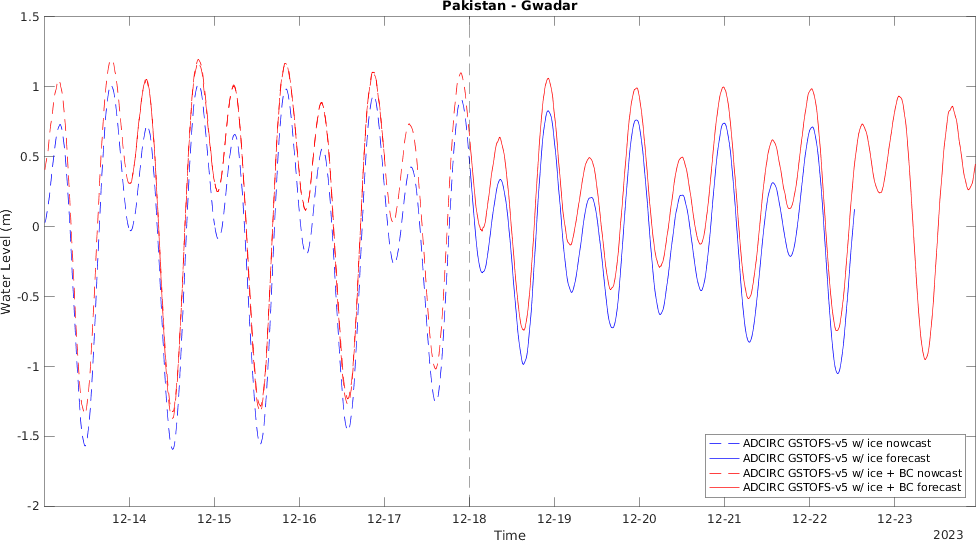 Pakistan - Gwadar
1.5
1
0.5
0
-0.5
-1
-1.5
-2
Water Level (m)
12-14 12-15 12-16 12-17 12-18 12-19 12-20 12-21 12-22 12-23
Time
2023
ADCIRC GSTOFS-v5 w/ ice nowcast
ADCIRC GSTOFS-v5 w/ ice forecast
ADCIRC GSTOFS-v5 w/ ice + BC nowcast
ADCIRC GSTOFS-v5 w/ ice + BC forecast